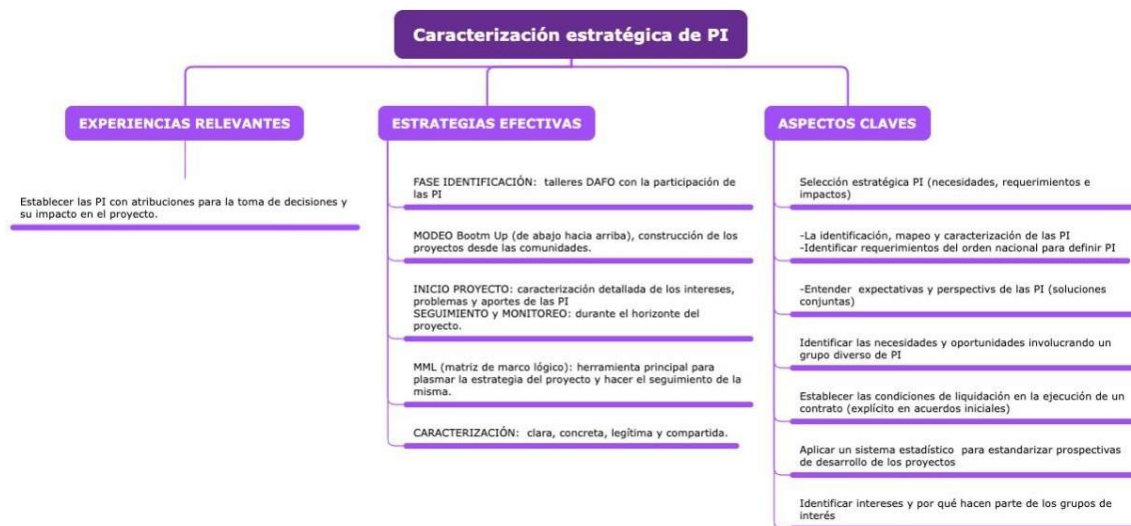 Caracterización estratégica de PI
EXPERIENCIAS RELEVANTES
Establecer las PI con atribuciones para la toma de decisiones y
su impacto en el proyecto.
ESTRATEGIAS EFECTIVAS
FASE IDENTIFICACIÓN: talleres DAFO con la participación de
las PI
MODEO Bootm Up (de abajo hacia arriba), construcción de los
proyectos desde las comunidades.
INICIO PROYECTO: caracterización detallada de los intereses,
problemas y aportes de las PI
SEGUIMIENTO y MONITOREO: durante el horizonte del
proyecto.
MML (matriz de marco lógico): herramienta principal para
plasmar la estrategia del proyecto y hacer el seguimiento de la
misma.
CARACTERIZACIÓN: clara, concreta, legítima y compartida.
ASPECTOS CLAVES
Selección estratégica PI (necesidades, requerimientos e
impactos)
-La identificación, mapeo y caracterización de las PI
-Identificar requerimientos del orden nacional para definir PI
-Entender expectativas y perspectivs de las PI (soluciones
conjuntas)
Identificar las necesidades y oportunidades involucrando un
grupo diverso de PI
Establecer las condiciones de liquidación en la ejecución de un
contrato (explícito en acuerdos iniciales)
Aplicar un sistema estadístico para estandarizar prospectivas
de desarrollo de los proyectos
Identificar intereses y por qué hacen parte de los grupos de
interés